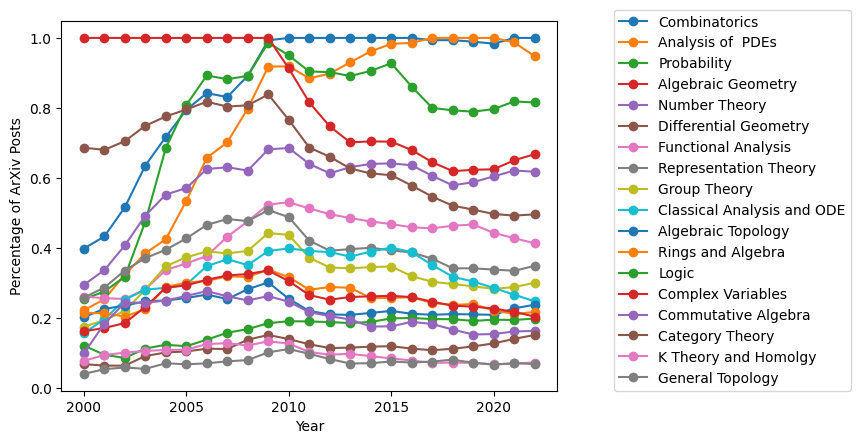 1.0
0.8
0.6
0.4
0.2
0.0
Percentage of ArXiv Posts
2000
2005
2010
2015
2020
Year
Combinatorics
Analysis of  PDEs
Probability
Algebraic Geometry
Number Theory
Differential Geometry
Functional Analysis
Representation Theory
Group Theory
Classical Analysis and ODE
Algebraic Topology
Rings and Algebra
Logic
Complex Variables
Commutative Algebra
Category Theory
K Theory and Homolgy
General Topology